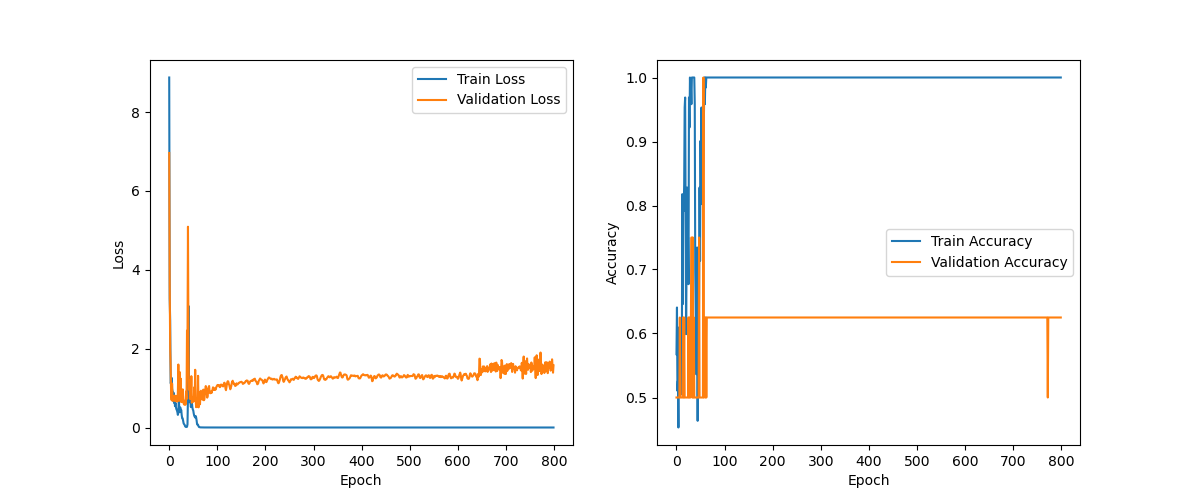 Train Loss
Validation Loss
Loss
8
6
4
2
0
0 100 200 300 400 500 600 700 800
Epoch
Train Accuracy
Validation Accuracy
Accuracy
1.0
0.9
0.8
0.7
0.6
0.5
0 100 200 300 400 500 600 700 800
Epoch